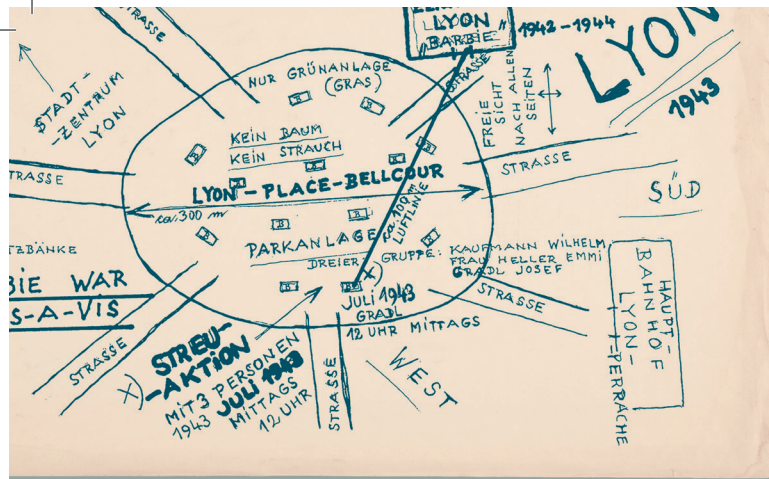 LYON
"BARBIE"
1942-1944
LYON
1943
STRASSE
NUR GRÜNANLAGE
(GRAS)
STRASSE
FREIE
SICHT
NACH ALLEN
SEITEN
STADT-
-ZENTRUM
LYON
KEIN BAUM
KEIN STRAUCH
STRASSE
TRASSE
LYON-PLACE-BELLCOUR
SÜD
ca. 300 m
ca. 100 m
LUFLINIE
TZBÄNKE
PARKANLAGE
DREIER
GRUPPE: KAUFMANN WILHELM
FRAU HELLER EMMI
GRADL JOSEF
X)
BIE WAR
S-A-VIS
JULI 1943
GRADL
12 UHR MITTAGS
STRASSE
HAUPT-
BAHNHOF
LYON-
-PERRACHE
STRASSE
STREU-
-AKTION
X)
MIT 3 PERSONEN
1943 JULI 1943
MITTAGS
12 UHR
STRASSE
WEST